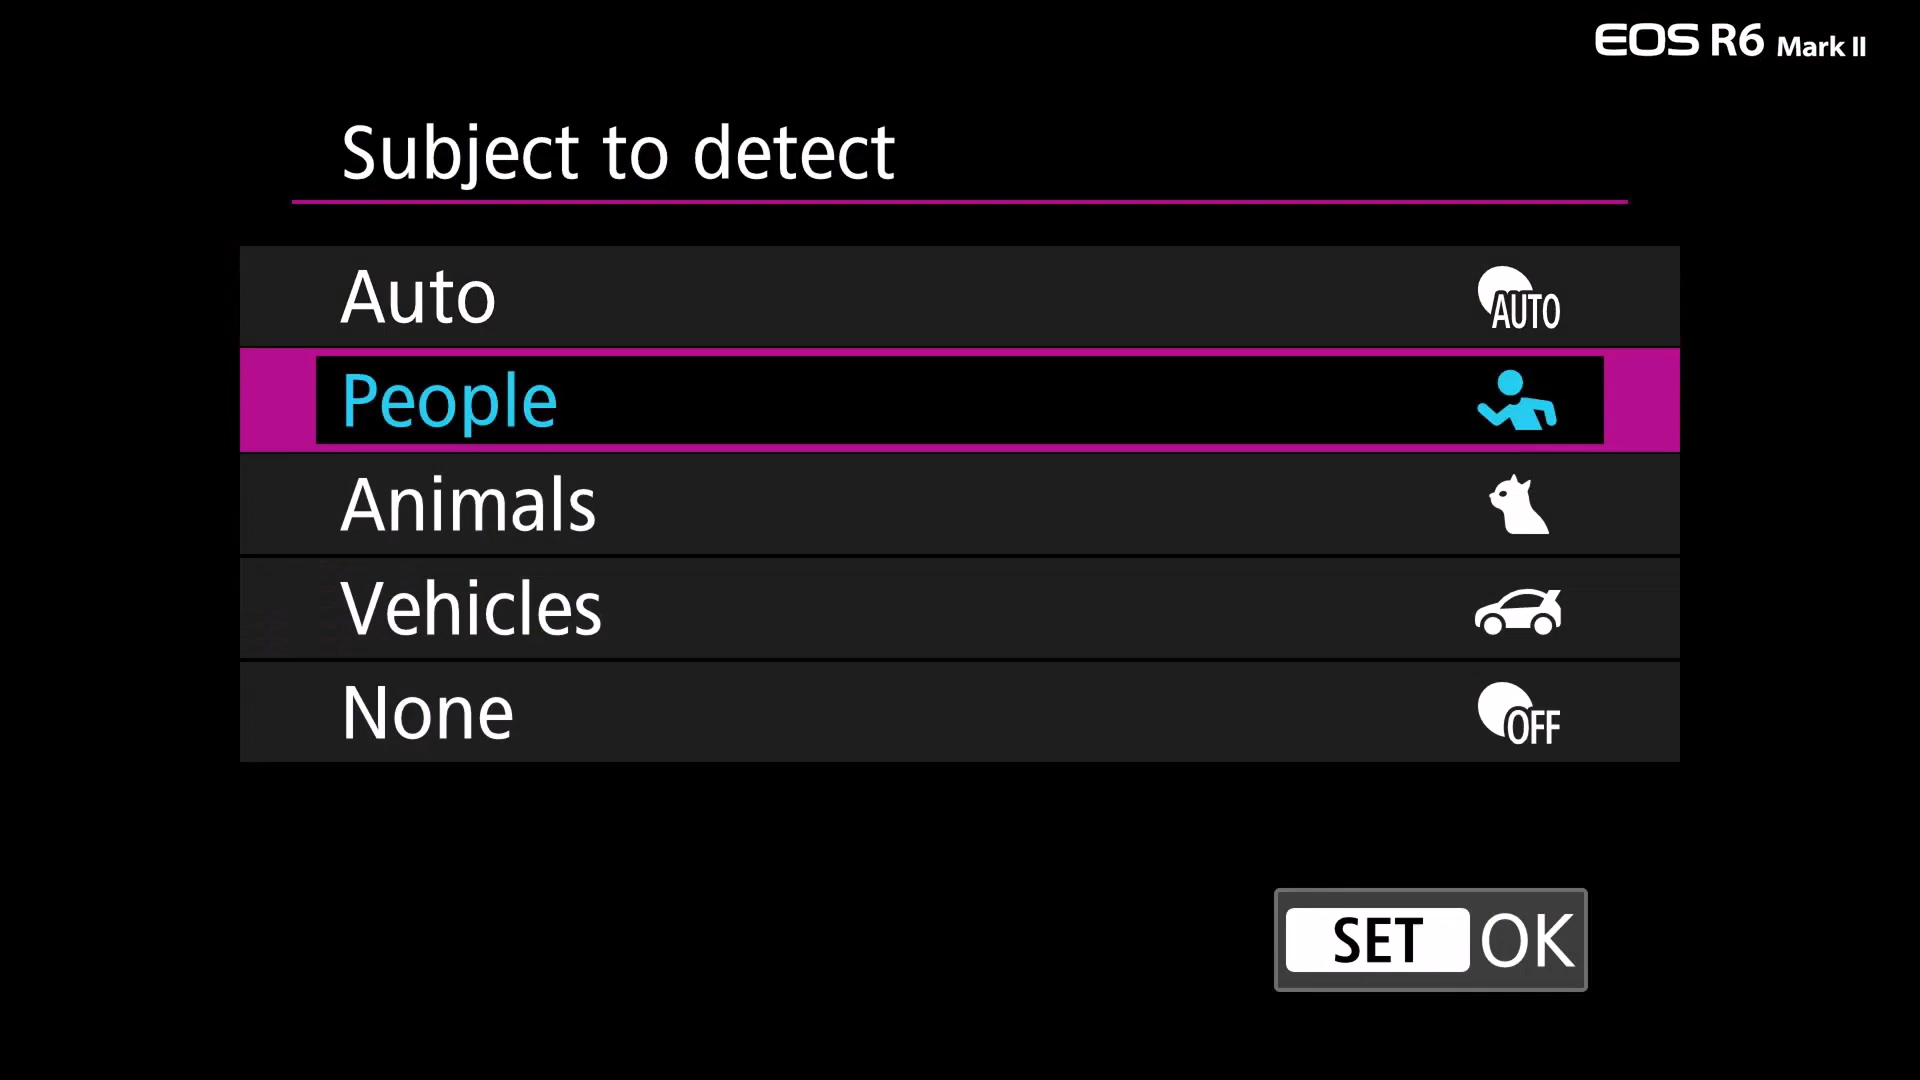 EOS R6 Mark II
Subject to detect
Auto
AUTO
People
Animals
Vehicles
None
OFF
SET OK